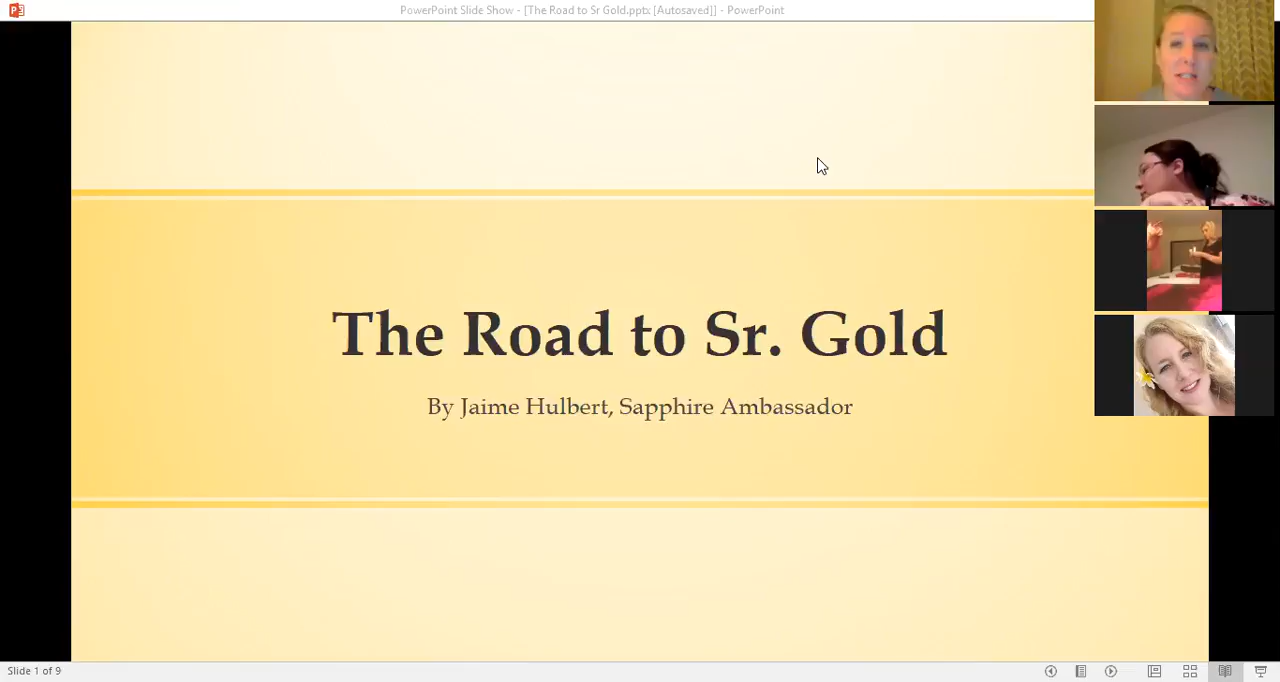 PowerPoint Slide Show - [The Road to Sr Gold.pptx [Autosaved]] - PowerPoint
The Road to Sr. Gold
By Jaime Hulbert, Sapphire Ambassador
Slide 1 of 9